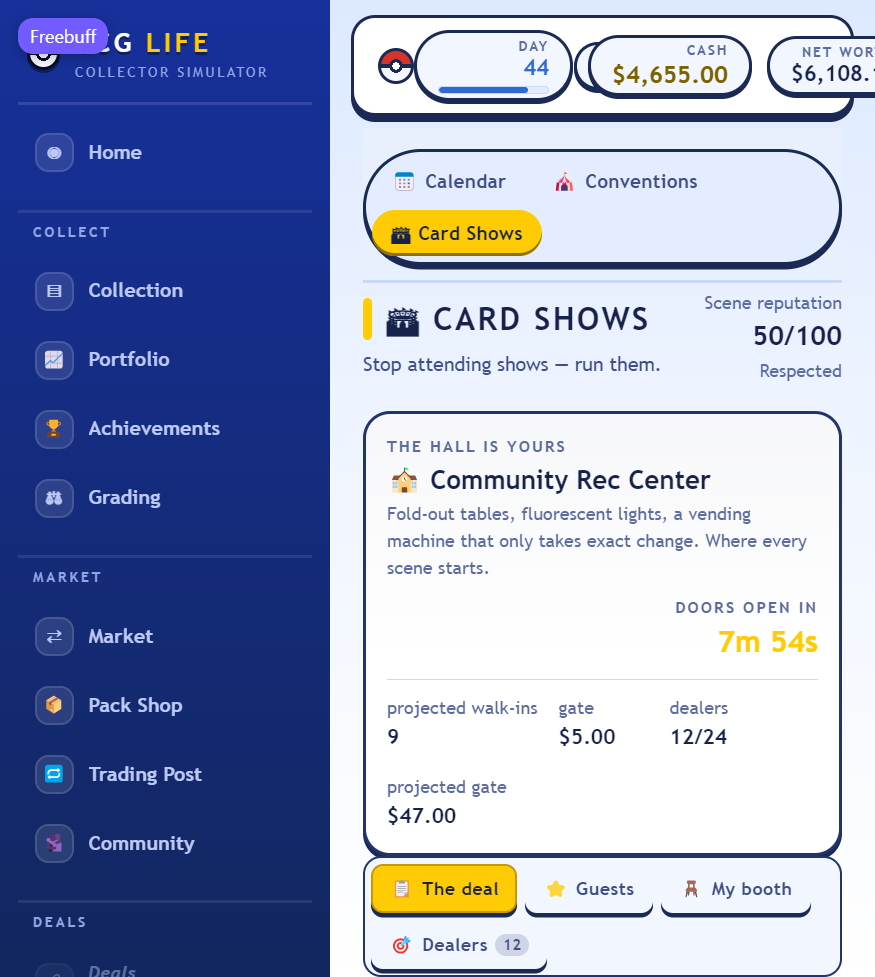 Freebuff
CG LIFE
COLLECTOR SIMULATOR
Home
COLLECT
Collection
Portfolio
Achievements
Grading
MARKET
Market
Pack Shop
Trading Post
Community
DEALS
Deals
DAY
44
CASH
$4,655.00
NET WOR
$6,108.
Calendar
Conventions
Card Shows
CARD SHOWS
Stop attending shows — run them.
Scene reputation
50/100
Respected
THE HALL IS YOURS
Community Rec Center
Fold-out tables, fluorescent lights, a vending
machine that only takes exact change. Where every
scene starts.
DOORS OPEN IN
7m 54s
projected walk-ins gate dealers
9 $5.00 12/24
projected gate
$47.00
The deal
Guests
My booth
Dealers 12